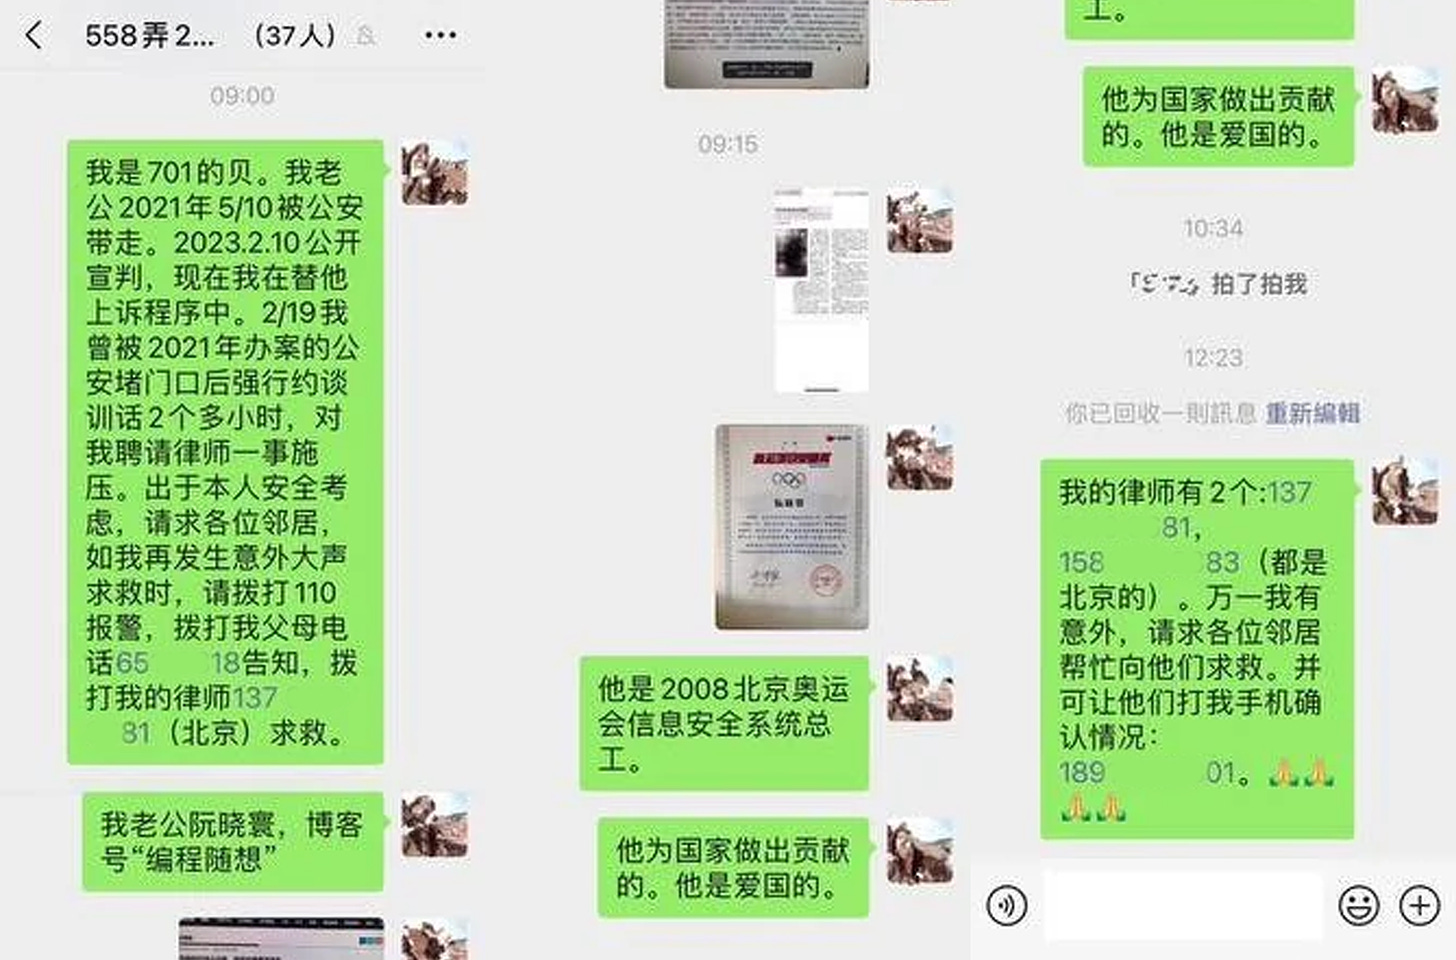 558弄2... （37人）
09:00
我是701的贝。我老
公2021年5/10被公安
带走。2023.2.10公开
宣判，现在我在替他
上诉程序中。2/19我
曾被2021年办案的公
安堵门口后强行约谈
训话2个多小时，对
我聘请律师一事施
压。出于本人安全考
虑，请求各位邻居，
如我再发生意外大声
求救时，请拨打110
报警，拨打我父母电
话65 18告知，拨
打我的律师137
81（北京）求救。
我老公阮晓寰，博客
号“编程随想”
09:15
他是2008北京奥运
会信息安全系统总
工。
他为国家做出贡献
的。他是爱国的。
工。
他为国家做出贡献
的。他是爱国的。
10:34
拍了拍我
12:23
你已回收一則訊息 重新編輯
我的律师有2个:137
81，
158 83（都是
北京的）。万一我有
意外，请求各位邻居
帮忙向他们求救。并
可让他们打我手机确
认情况：
189 01。🙏🙏
🙏🙏